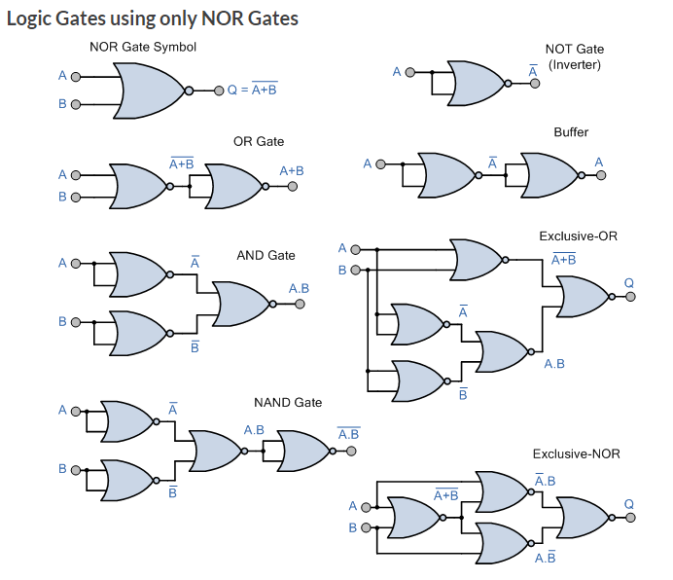 Logic Gates using only NOR Gates
NOR Gate Symbol
A
B
Q = A̅+̅B̅
NOT Gate
(Inverter)
A
A̅
OR Gate
A
B
A̅+̅B̅
A+B
Buffer
A
A̅
A
AND Gate
A
A̅
B
B̅
A.B
Exclusive-OR
A
B
A̅+̅B̅
Q
A̅
B̅
A.B
NAND Gate
A
A̅
A.B
A̅.̅B̅
B
B̅
Exclusive-NOR
A̅.B
A̅+̅B̅
A
B
Q
A.B̅